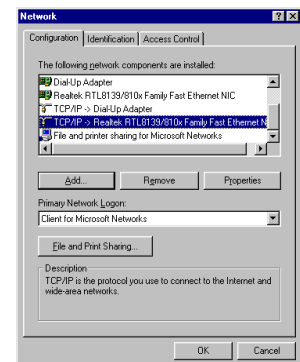 Network
Configuration Identification Access Control
The following network components are installed:
Dial-Up Adapter
Realtek RTL8139/810x Family Fast Ethernet NIC
TCP/IP -> Dial-Up Adapter
TCP/IP -> Realtek RTL8139/810x Family Fast Ethernet N
File and printer sharing for Microsoft Networks
Add... Remove Properties
Primary Network Logon:
Client for Microsoft Networks
File and Print Sharing...
Description
TCP/IP is the protocol you use to connect to the Internet and
wide-area networks.
OK Cancel